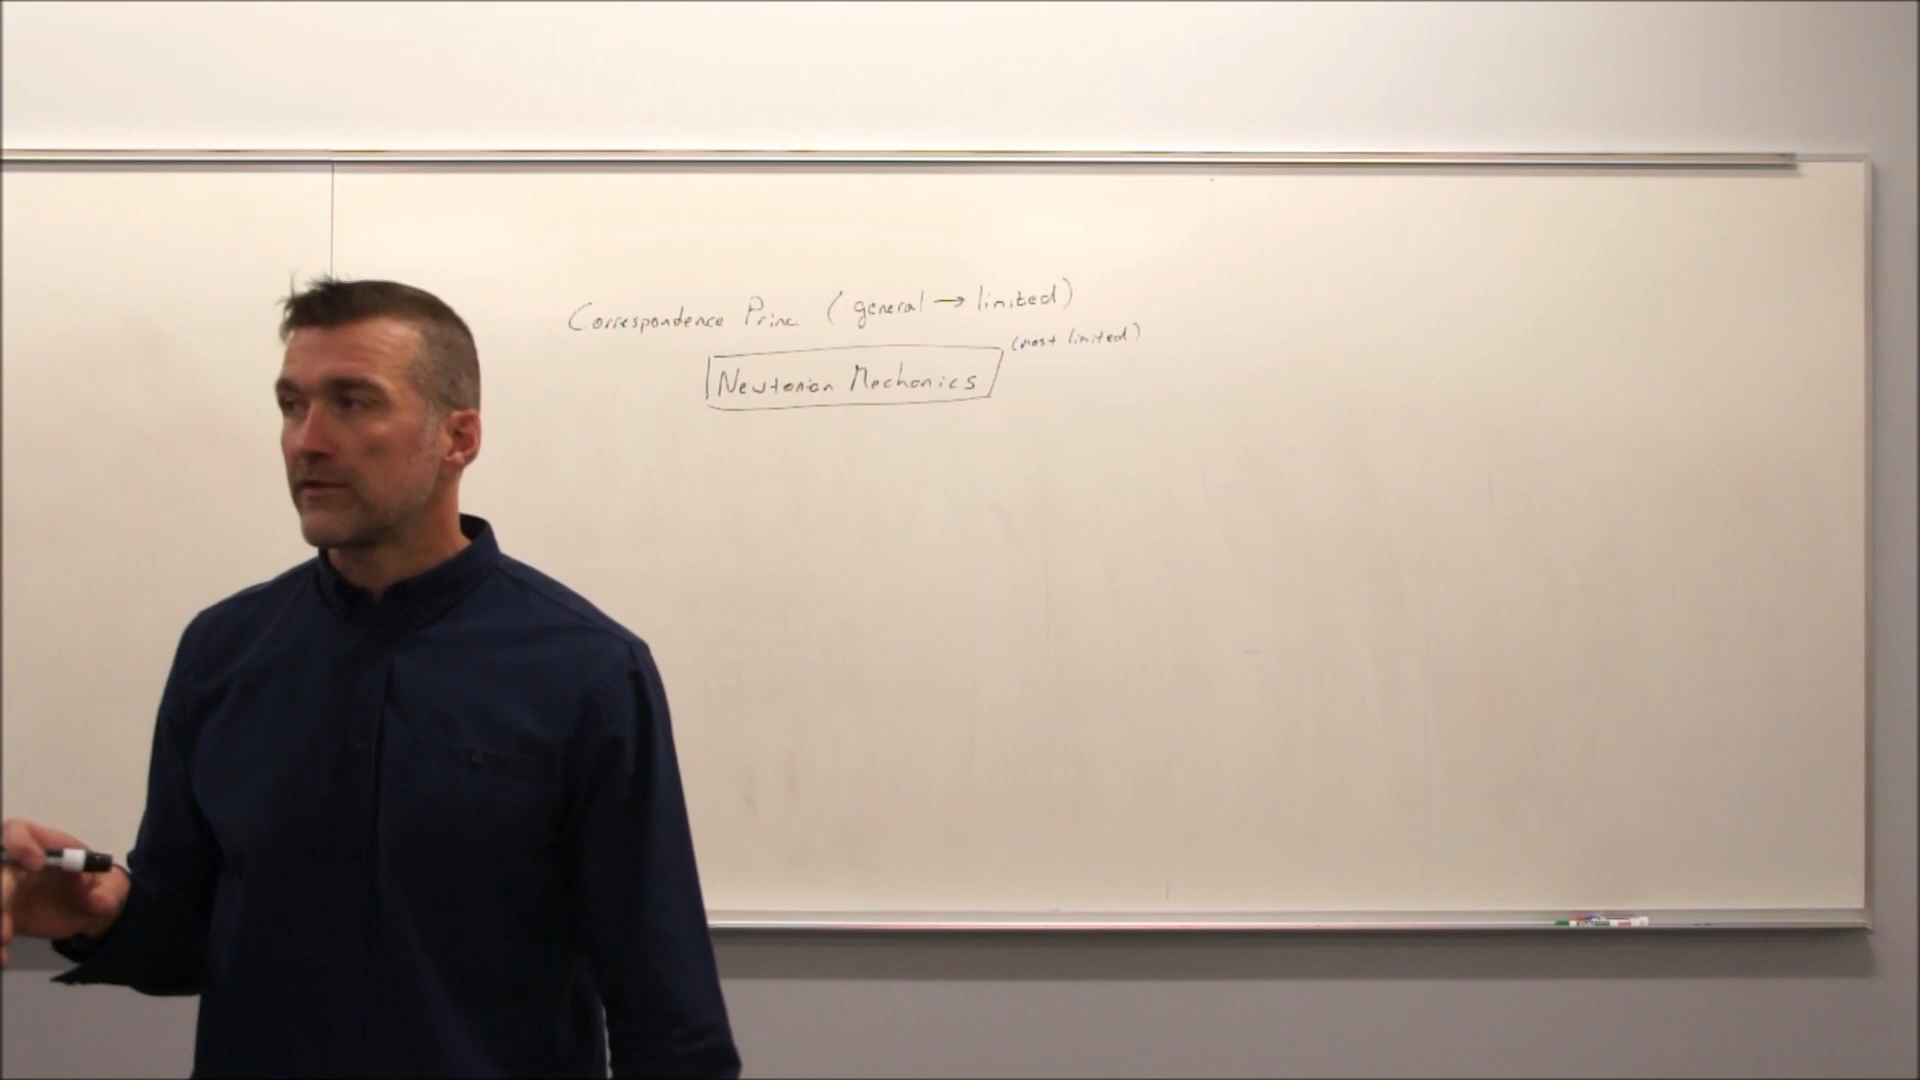 Correspondence Princ. (general → limited)
(most limited)
Newtonian Mechanics